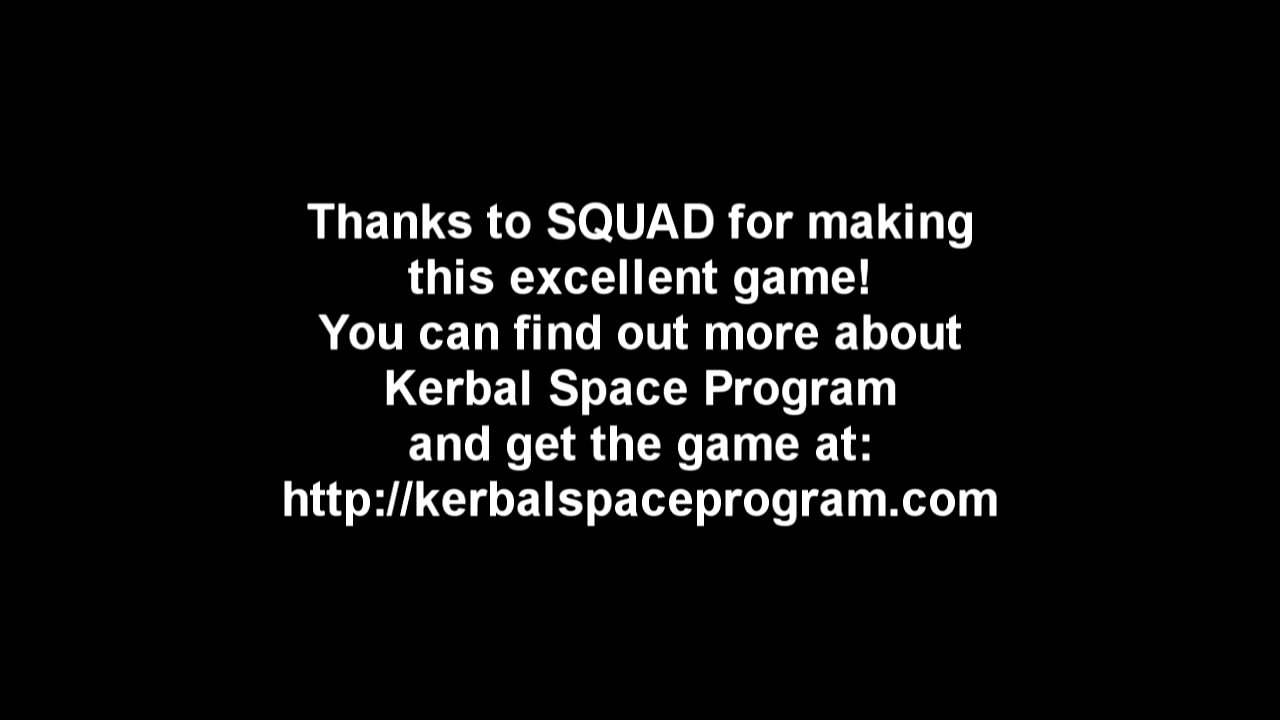 Thanks to SQUAD for making
this excellent game!
You can find out more about
Kerbal Space Program
and get the game at:
http://kerbalspaceprogram.com